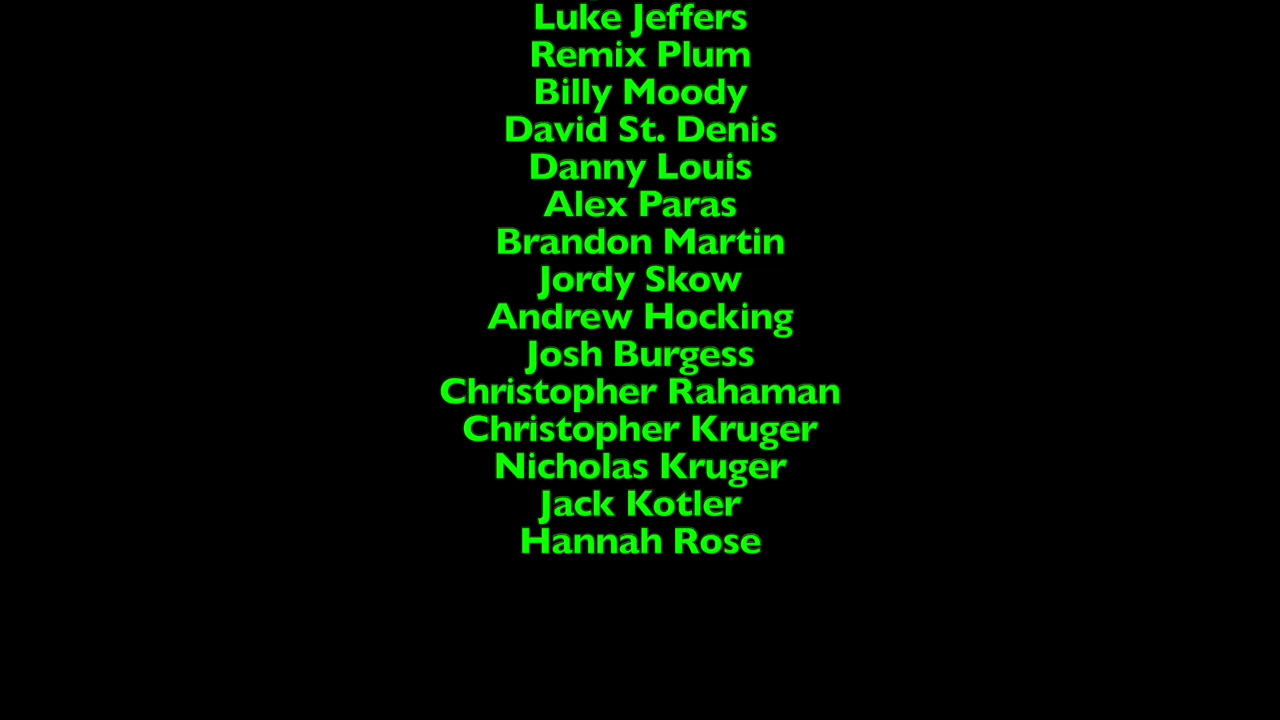 Luke Jeffers
Remix Plum
Billy Moody
David St. Denis
Danny Louis
Alex Paras
Brandon Martin
Jordy Skow
Andrew Hocking
Josh Burgess
Christopher Rahaman
Christopher Kruger
Nicholas Kruger
Jack Kotler
Hannah Rose